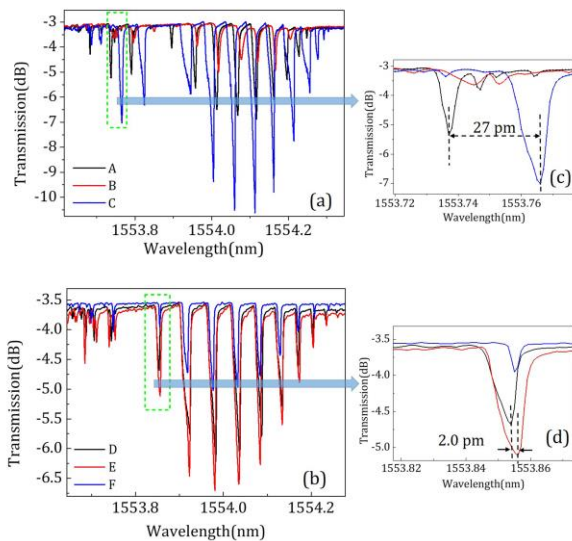 -3
-4
-5
-6
-7
-8
-9
-10
Transmission(dB)
A
B
C
(a)
1553.8
1554.0
1554.2
Wavelength(nm)
-3
-4
-5
-6
-7
Transmission(dB)
27 pm
(c)
1553.72
1553.74
1553.76
Wavelength(nm)
-3.5
-4.0
-4.5
-5.0
-5.5
-6.0
-6.5
Transmission(dB)
D
E
F
(b)
1553.8
1554.0
1554.2
Wavelength(nm)
-3.5
-4.0
-4.5
-5.0
Transmission(dB)
2.0 pm
(d)
1553.82
1553.84
1553.86
Wavelength(nm)